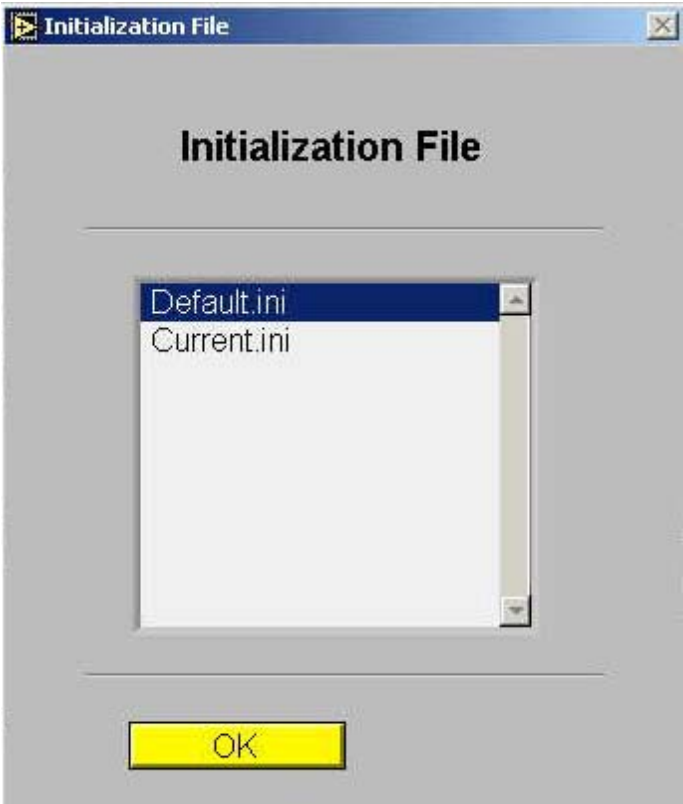 Initialization File
Initialization File
Default.ini
Current.ini
OK